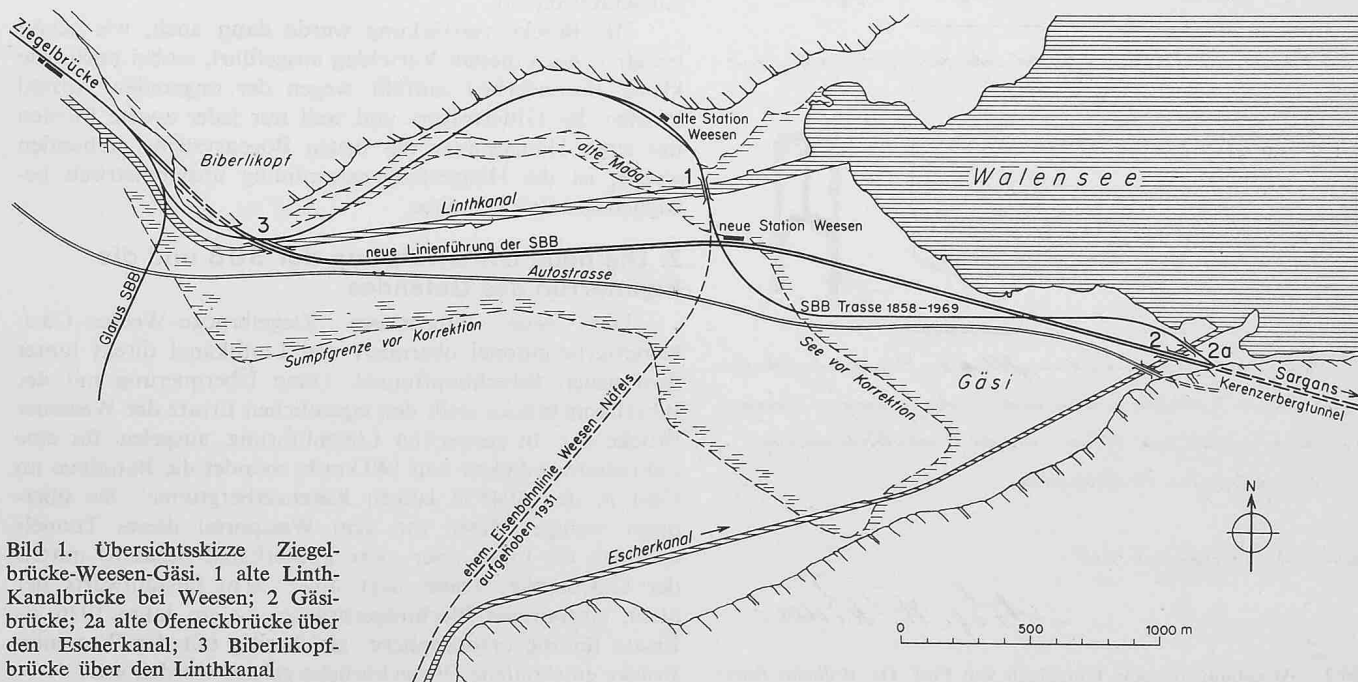 Ziegelbrücke
Biberlikopf
Glarus SBB
3
alte Station
Weesen
alte Maag
1
Linthkanal
neue Station Weesen
neue Linienführung der SBB
Autostrasse
Walensee
SBB Trasse 1858-1969
Sumpfgrenze vor Korrektion
See vor Korrektion
Gäsi
2
2a
Sargans
Kerenzerbergtunnel
ehem. Eisenbahnlinie Weesen-Näfels
aufgehoben 1931
Escherkanal
N
0 500 1000 m
Bild 1. Übersichtsskizze Ziegel-
brücke-Weesen-Gäsi. 1 alte Linth-
Kanalbrücke bei Weesen; 2 Gäsi-
brücke; 2a alte Ofeneckbrücke über
den Escherkanal; 3 Biberlikopf-
brücke über den Linthkanal